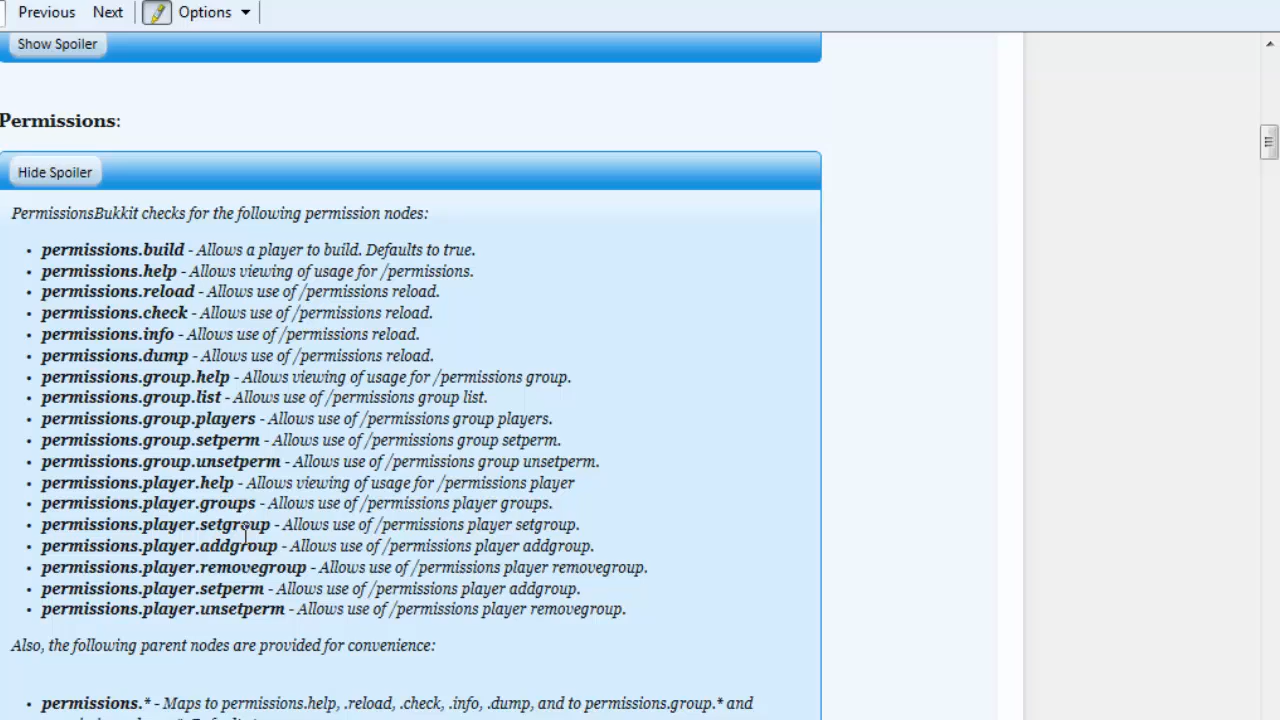 Previous Next Options
Show Spoiler
Permissions:
Hide Spoiler
PermissionsBukkit checks for the following permission nodes:
• permissions.build - Allows a player to build. Defaults to true.
• permissions.help - Allows viewing of usage for /permissions.
• permissions.reload - Allows use of /permissions reload.
• permissions.check - Allows use of /permissions reload.
• permissions.info - Allows use of /permissions reload.
• permissions.dump - Allows use of /permissions reload.
• permissions.group.help - Allows viewing of usage for /permissions group.
• permissions.group.list - Allows use of /permissions group list.
• permissions.group.players - Allows use of /permissions group players.
• permissions.group.setperm - Allows use of /permissions group setperm.
• permissions.group.unsetperm - Allows use of /permissions group unsetperm.
• permissions.player.help - Allows viewing of usage for /permissions player
• permissions.player.groups - Allows use of /permissions player groups.
• permissions.player.setgroup - Allows use of /permissions player setgroup.
• permissions.player.addgroup - Allows use of /permissions player addgroup.
• permissions.player.removegroup - Allows use of /permissions player removegroup.
• permissions.player.setperm - Allows use of /permissions player addgroup.
• permissions.player.unsetperm - Allows use of /permissions player removegroup.
Also, the following parent nodes are provided for convenience:
• permissions.* - Maps to permissions.help, .reload, .check, .info, .dump, and to permissions.group.* and